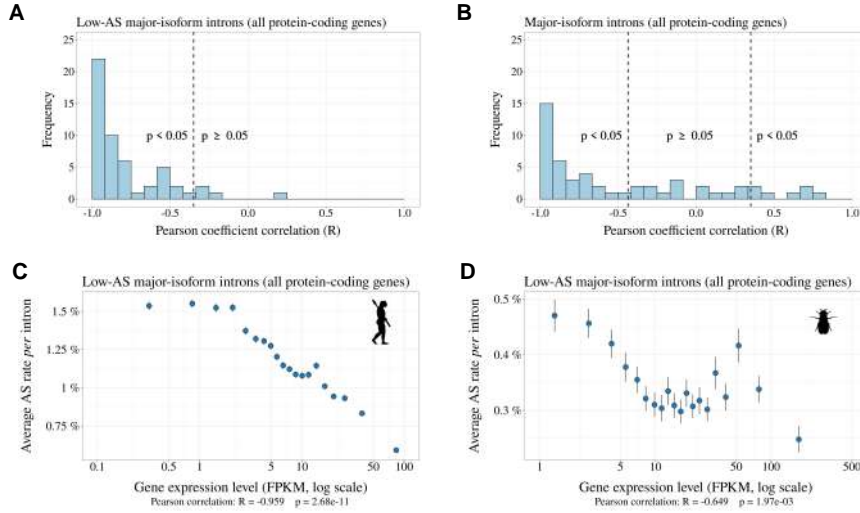 A
Low-AS major-isoform introns (all protein-coding genes)
25
20
15
10
5
0
Frequency
p < 0.05
p ≥ 0.05
-1.0
-0.5
0.0
0.5
1.0
Pearson coefficient correlation (R)
B
Major-isoform introns (all protein-coding genes)
25
20
15
10
5
0
Frequency
p < 0.05
p ≥ 0.05
p < 0.05
-1.0
-0.5
0.0
0.5
1.0
Pearson coefficient correlation (R)
C
Low-AS major-isoform introns (all protein-coding genes)
1.5 %
1.25 %
1 %
0.75 %
Average AS rate per intron
0.1
0.5
1
5
10
50
100
Gene expression level (FPKM, log scale)
Pearson correlation: R = -0.959 p = 2.68e-11
D
Low-AS major-isoform introns (all protein-coding genes)
0.5 %
0.4 %
0.3 %
Average AS rate per intron
1
5
10
50
100
500
Gene expression level (FPKM, log scale)
Pearson correlation: R = -0.649 p = 1.97e-03